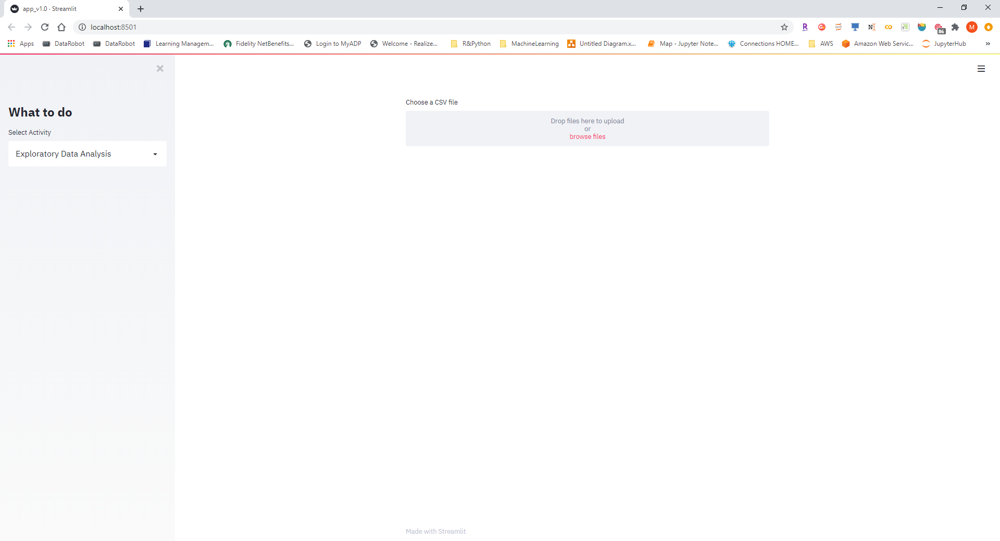 app_v1.0 · Streamlit
localhost:8501
86
M
Apps DataRobot DataRobot Learning Managem... Fidelity NetBenefits... Login to MyADP Welcome - Realize... R&Python MachineLearning Untitled Diagram.x... Map - Jupyter Note... Connections HOME... AWS Amazon Web Servic... JupyterHub »
What to do
Select Activity
Exploratory Data Analysis
Choose a CSV file
Drop files here to upload
or
browse files
Made with Streamlit